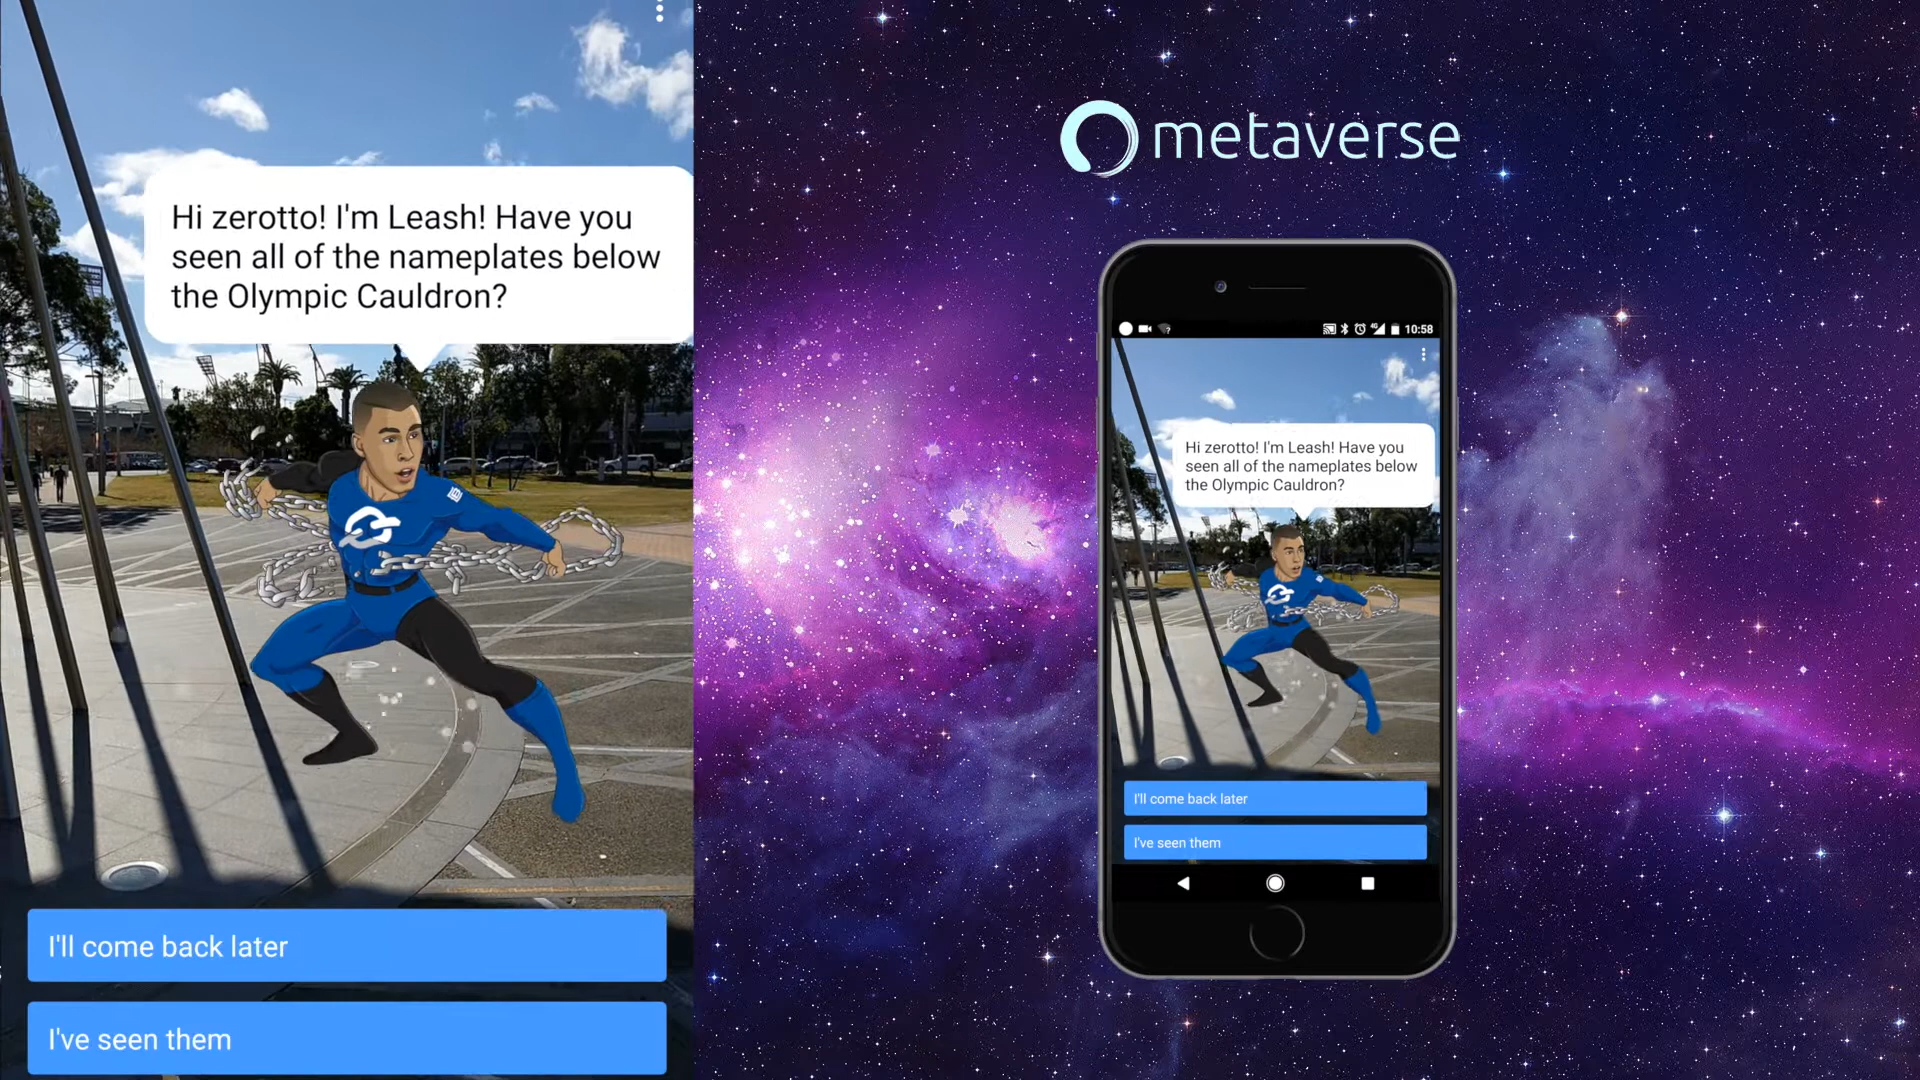 Hi zerotto! I'm Leash! Have you
seen all of the nameplates below
the Olympic Cauldron?
I'll come back later
I've seen them
metaverse
10:58
Hi zerotto! I'm Leash! Have you
seen all of the nameplates below
the Olympic Cauldron?
I'll come back later
I've seen them